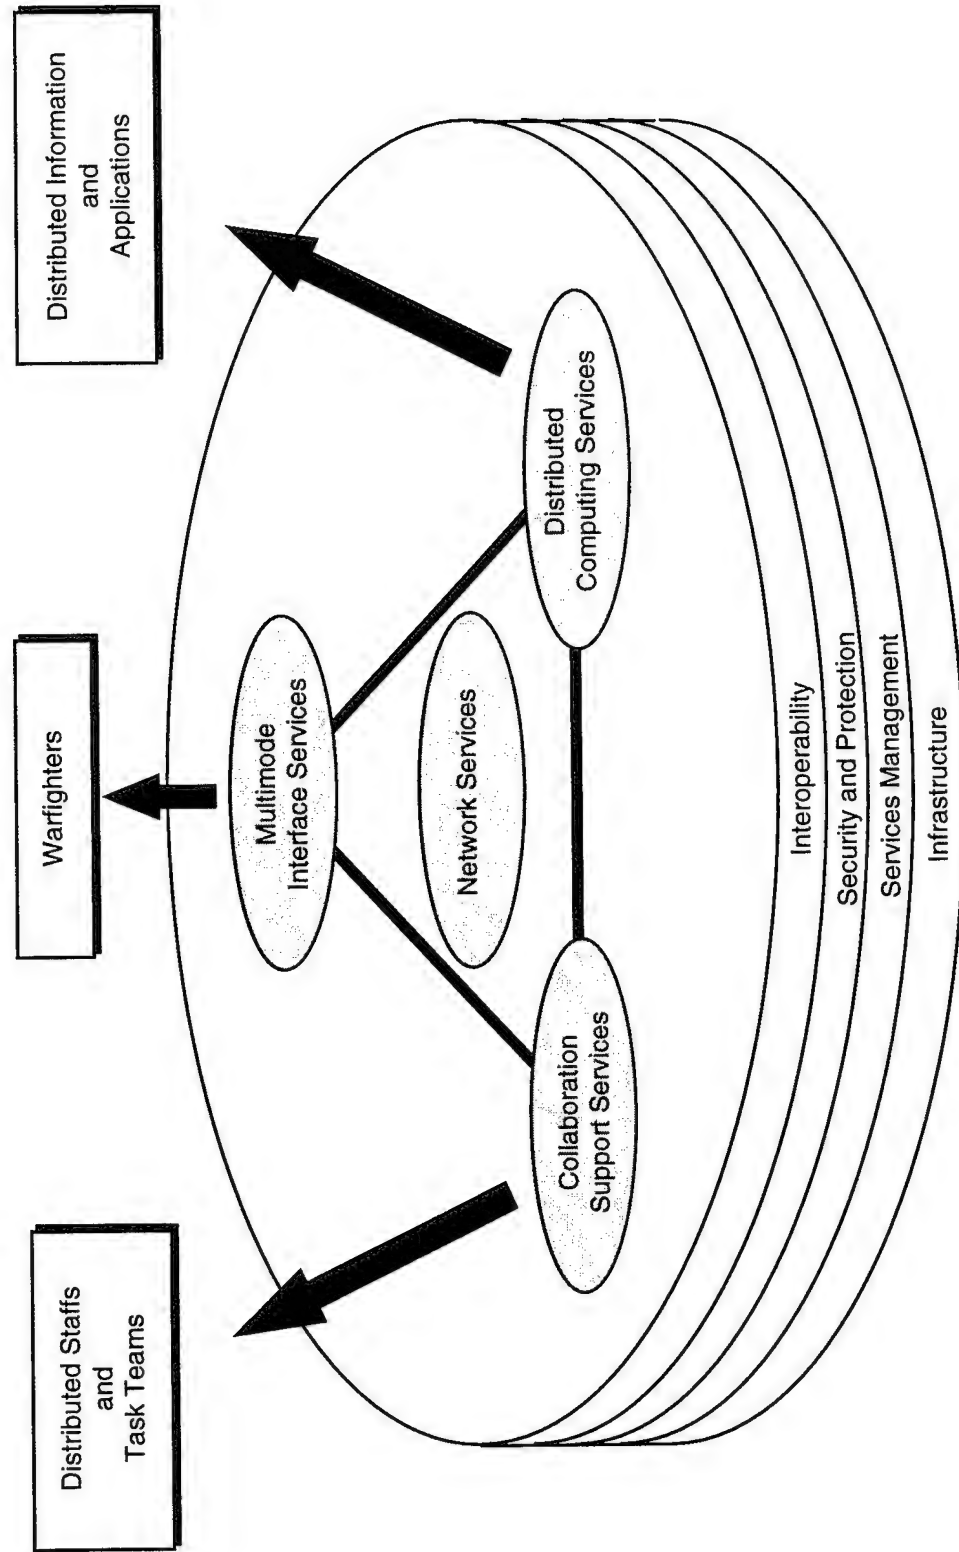 Distributed Staffs
and
Task Teams
Warfighters
Distributed Information
and
Applications
Multimode
Interface Services
Network Services
Collaboration
Support Services
Distributed
Computing Services
Interoperability
Security and Protection
Services Management
Infrastructure